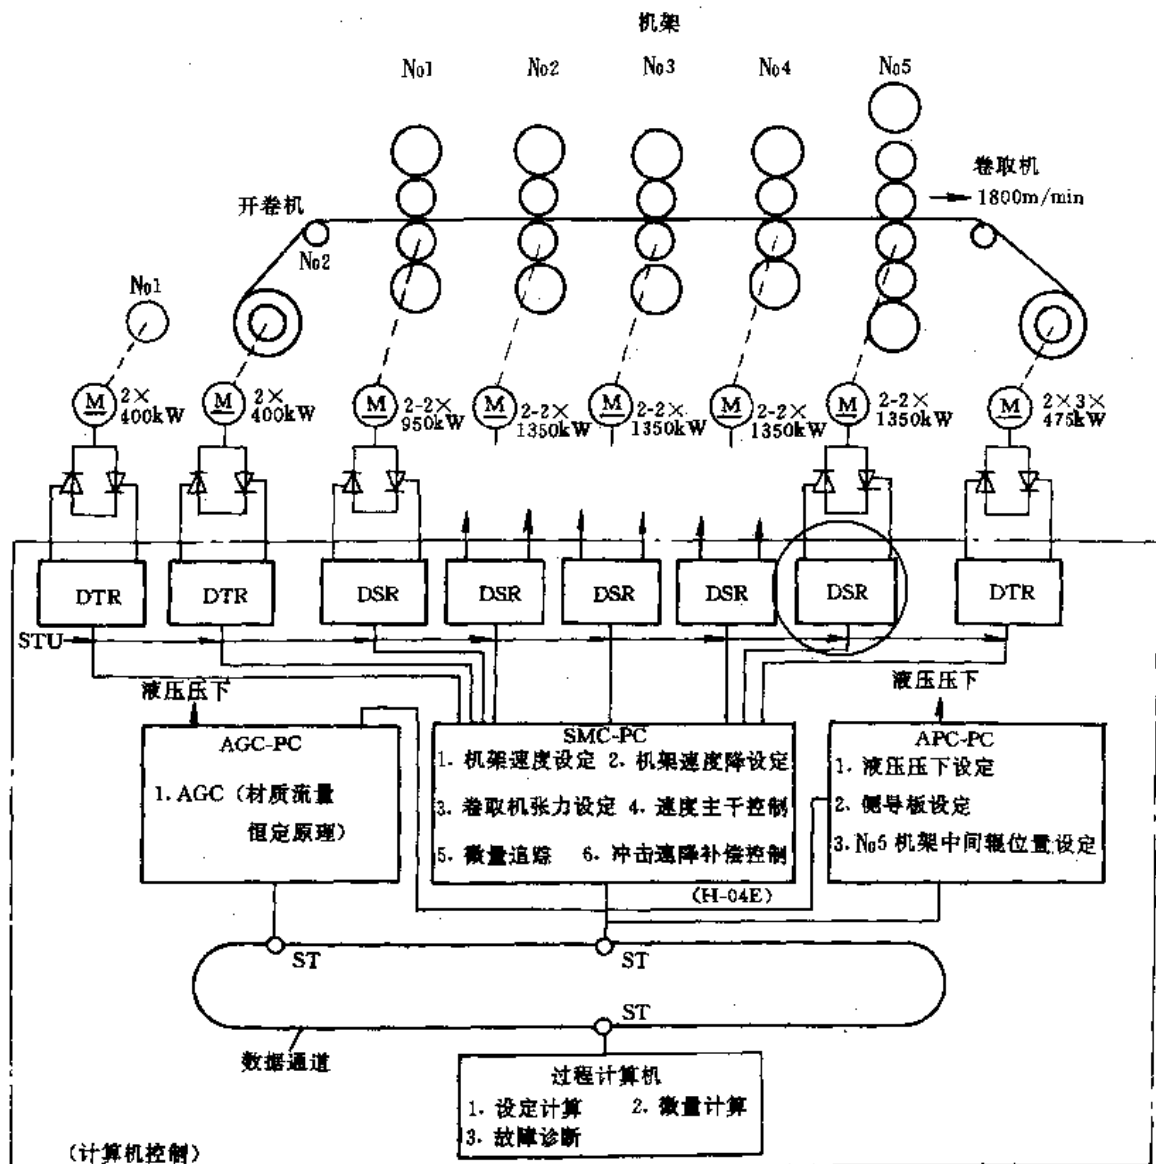 机架
No1
No2
No3
No4
No5
卷取机
1800m/min
开卷机
No2
No1
M
2×
400kW
M
2×
400kW
M
2-2×
950kW
M
2-2×
1350kW
M
2-2×
1350kW
M
2-2×
1350kW
M
2-2×
1350kW
M
2×3×
475kW
DTR
DTR
DSR
DSR
DSR
DSR
DSR
DTR
STU
液压压下
液压压下
AGC-PC
1. AGC（材质流量
恒定原理）
SMC-PC
1. 机架速度设定 2. 机架速度降设定
3. 卷取机张力设定 4. 速度主干控制
5. 微量追踪 6. 冲击速降补偿控制
(H-04E)
APC-PC
1. 液压压下设定
2. 侧导板设定
3. No5 机架中间辊位置设定
ST
ST
ST
数据通道
过程计算机
1. 设定计算 2. 微量计算
3. 故障诊断
（计算机控制）